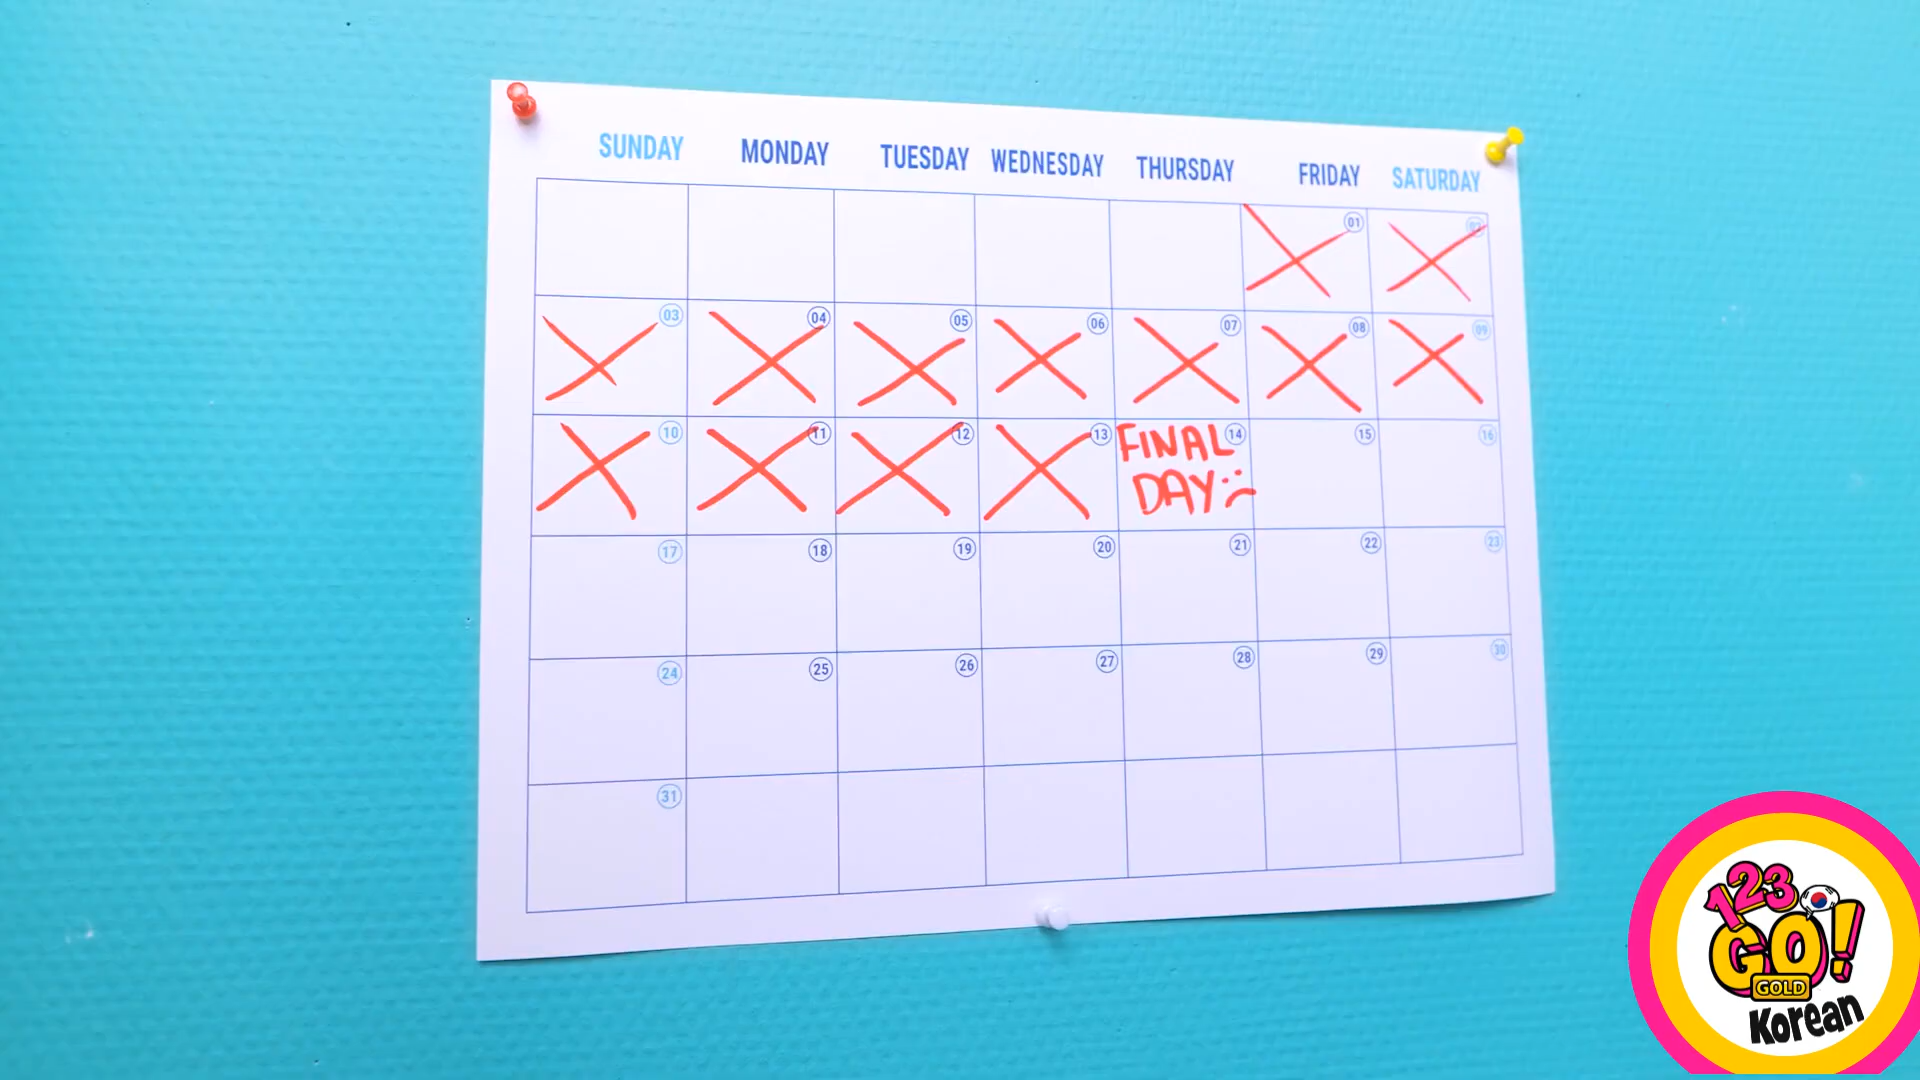 SUNDAY MONDAY TUESDAY WEDNESDAY THURSDAY FRIDAY SATURDAY
01 02
03 04 05 06 07 08 09
10 11 12 13 14 15 16
FINAL
DAY :(
17 18 19 20 21 22 23
24 25 26 27 28 29 30
31
123
GO!
GOLD
Korean